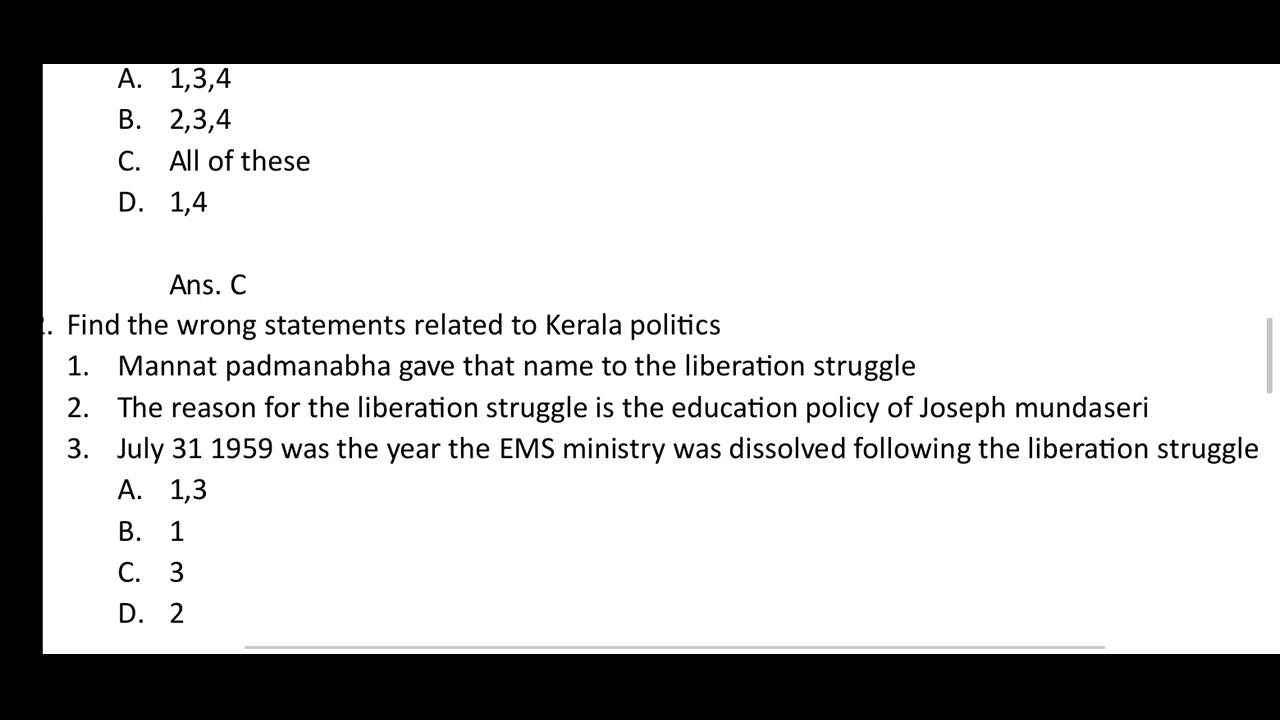 A. 1,3,4
B. 2,3,4
C. All of these
D. 1,4
Ans. C
. Find the wrong statements related to Kerala politics
1. Mannat padmanabha gave that name to the liberation struggle
2. The reason for the liberation struggle is the education policy of Joseph mundaseri
3. July 31 1959 was the year the EMS ministry was dissolved following the liberation struggle
A. 1,3
B. 1
C. 3
D. 2